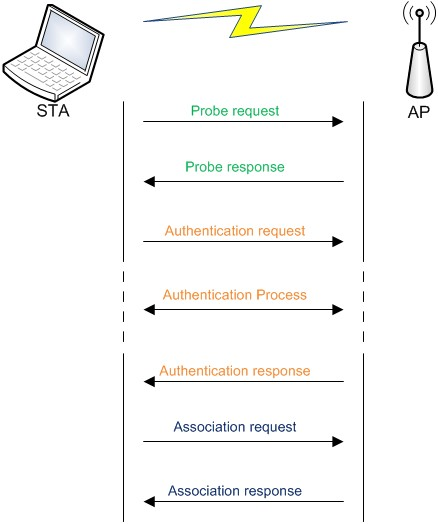 STA
AP
Probe request
Probe response
Authentication request
Authentication Process
Authentication response
Association request
Association response